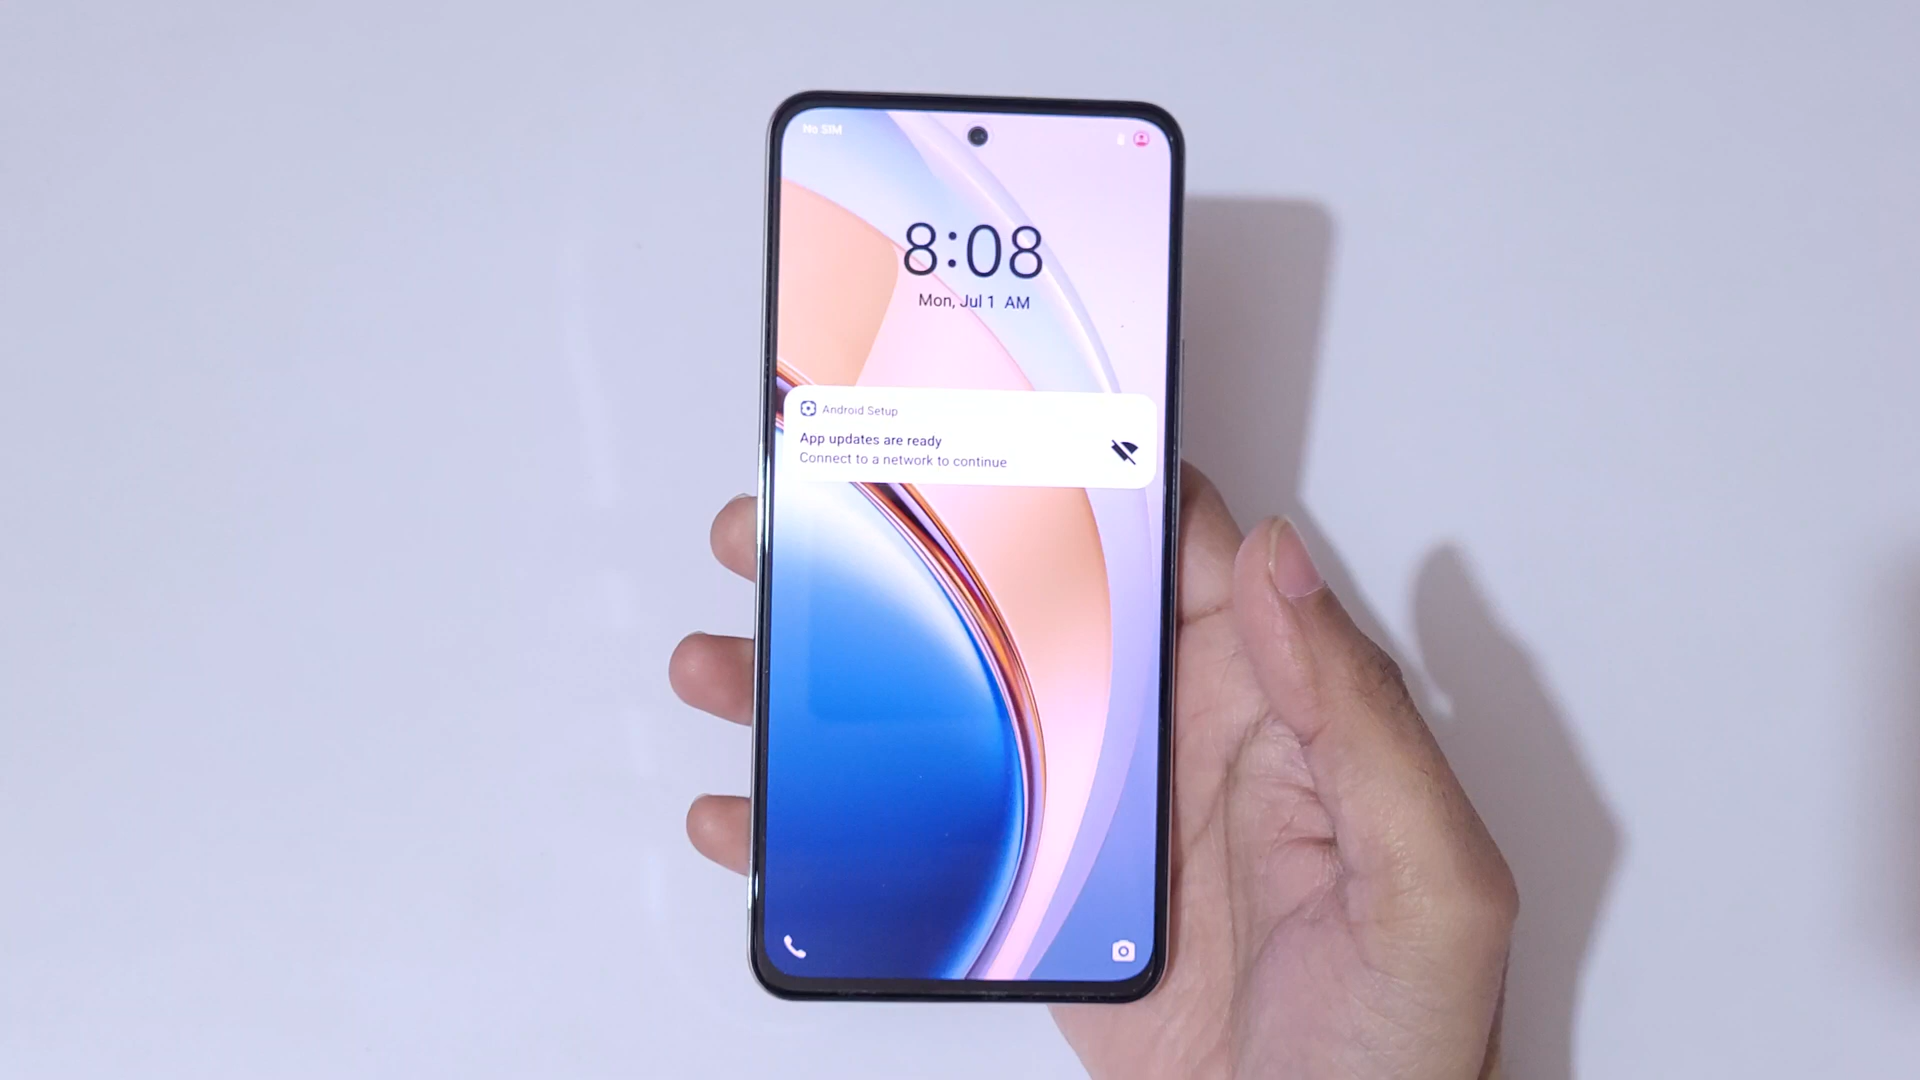 No SIM
8:08
Mon, Jul 1 AM
Android Setup
App updates are ready
Connect to a network to continue